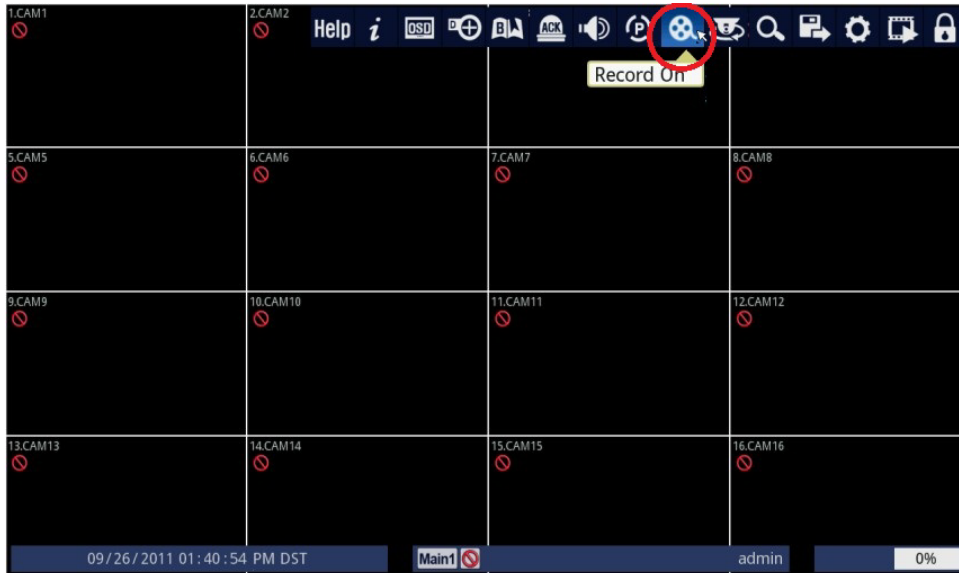 1.CAM1
2.CAM2
Help i OSD D BW ACK P
Record On
5.CAM5
6.CAM6
7.CAM7
8.CAM8
9.CAM9
10.CAM10
11.CAM11
12.CAM12
13.CAM13
14.CAM14
15.CAM15
16.CAM16
09/26/2011 01:40:54 PM DST
Main1
admin
0%